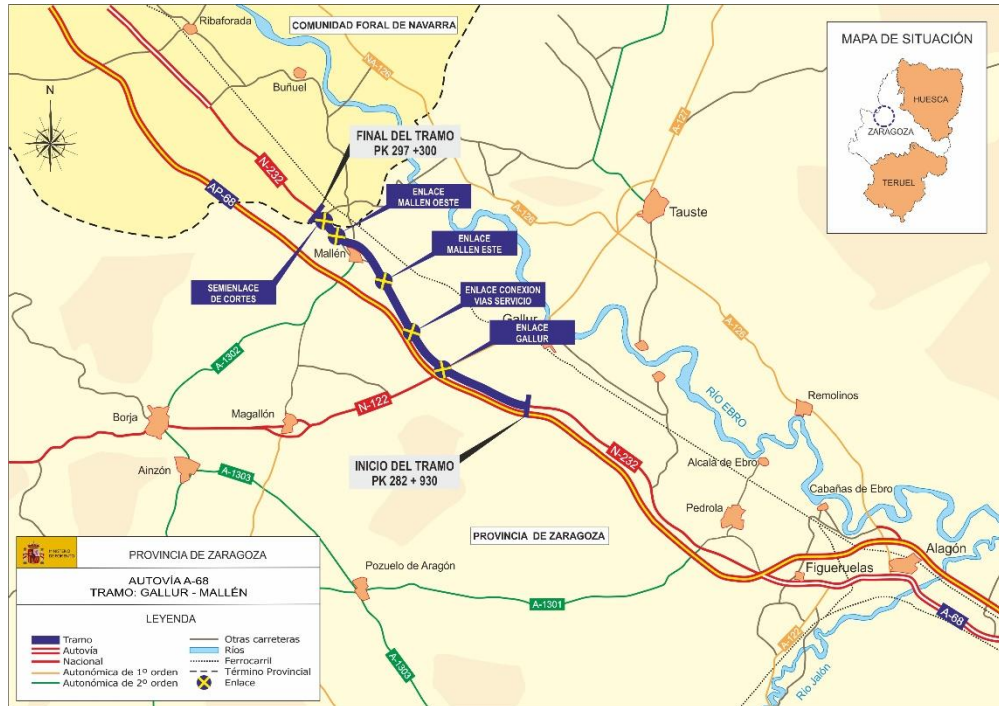 Ribaforada
COMUNIDAD FORAL DE NAVARRA
MAPA DE SITUACIÓN
HUESCA
ZARAGOZA
TERUEL
N
Buñuel
NA-126
A-127
FINAL DEL TRAMO
PK 297 +300
N-232
AP-68
ENLACE
MALLEN OESTE
Tauste
A-126
Mallén
ENLACE
MALLEN ESTE
SEMIENLACE
DE CORTES
ENLACE CONEXION
VIAS SERVICIO
Gallur
ENLACE
GALLUR
A-126
A-1302
N-122
Borja
Magallón
RÍO EBRO
Remolinos
Ainzón
A-1303
INICIO DEL TRAMO
PK 282 + 930
N-232
Alcalá de Ebro
Cabañas de Ebro
Pedrola
PROVINCIA DE ZARAGOZA
Alagón
Pozuelo de Aragón
Figueruelas
A-1301
A-68
A-122
Río Jalón
A-1303
PROVINCIA DE ZARAGOZA
AUTOVÍA A-68
TRAMO: GALLUR - MALLÉN
LEYENDA
Tramo
Autovía
Nacional
Autonómica de 1º orden
Autonómica de 2º orden
Otras carreteras
Ríos
Ferrocarril
Término Provincial
Enlace